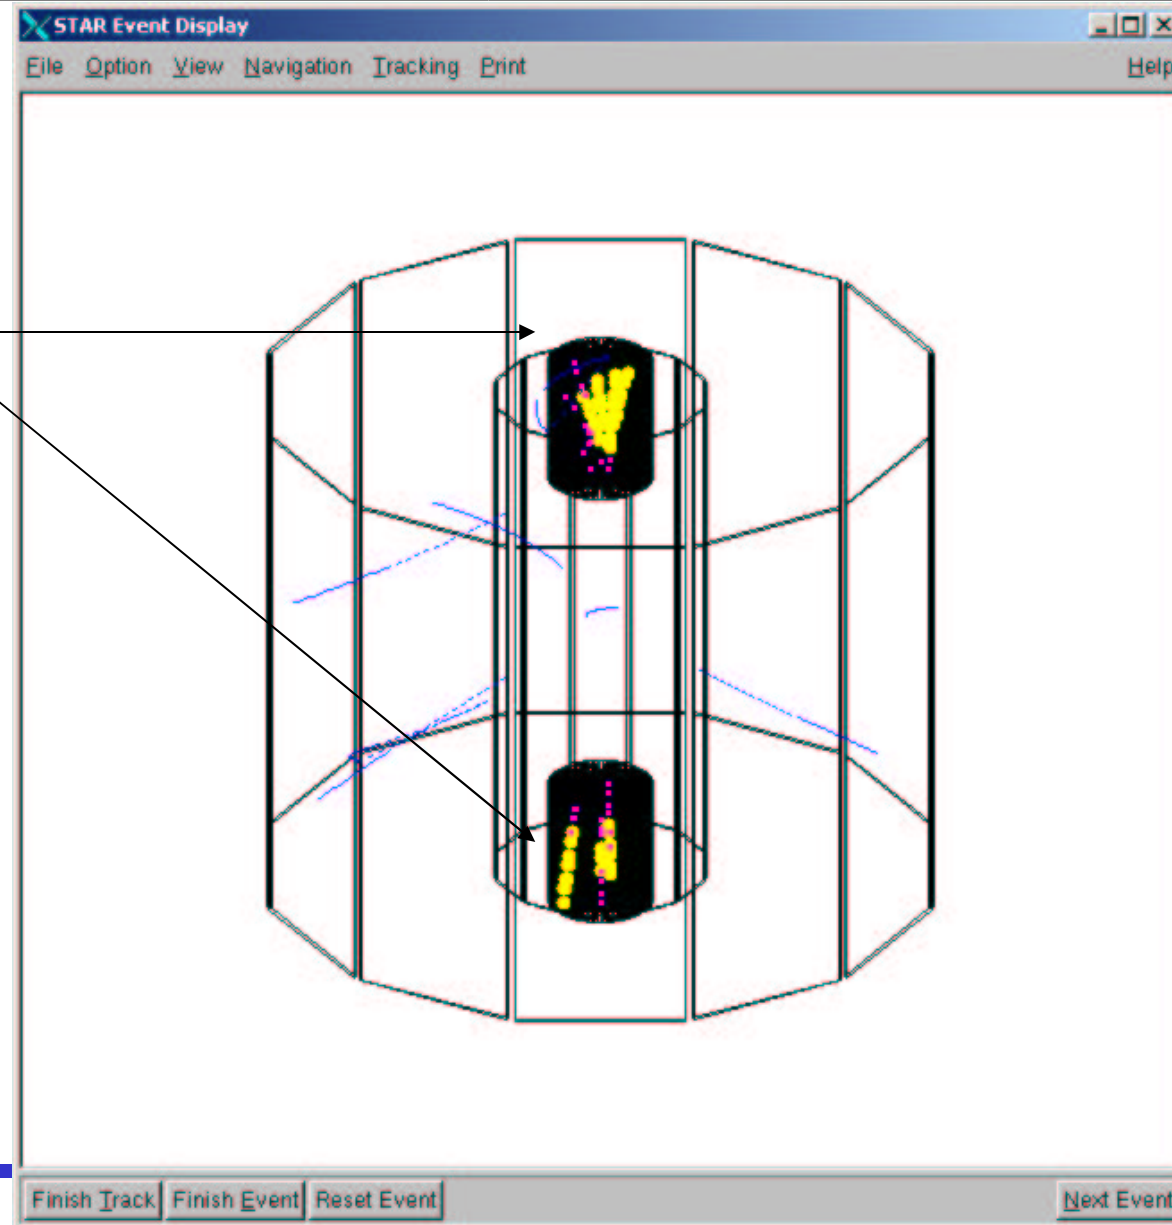 STAR Event Display
File Option View Navigation Tracking Print Help
Finish Track Finish Event Reset Event Next Event